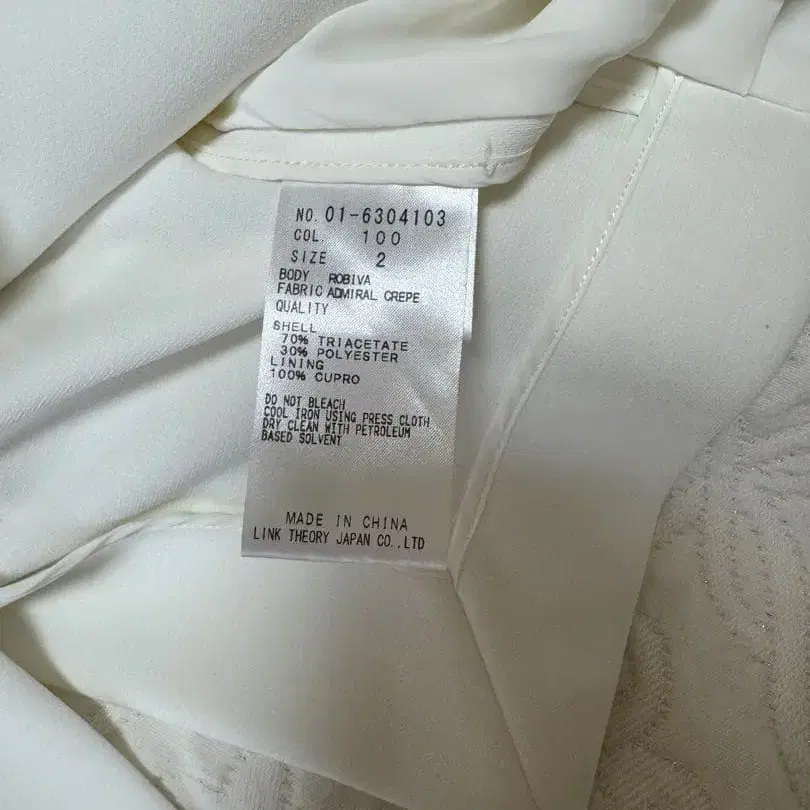 NO. 01-6304103
COL. 100
SIZE 2
BODY ROBIVA
FABRIC ADMIRAL CREPE
QUALITY
SHELL
70% TRIACETATE
30% POLYESTER
LINING
100% CUPRO
DO NOT BLEACH
COOL IRON USING PRESS CLOTH
DRY CLEAN WITH PETROLEUM
BASED SOLVENT
MADE IN CHINA
LINK THEORY JAPAN CO.,LTD